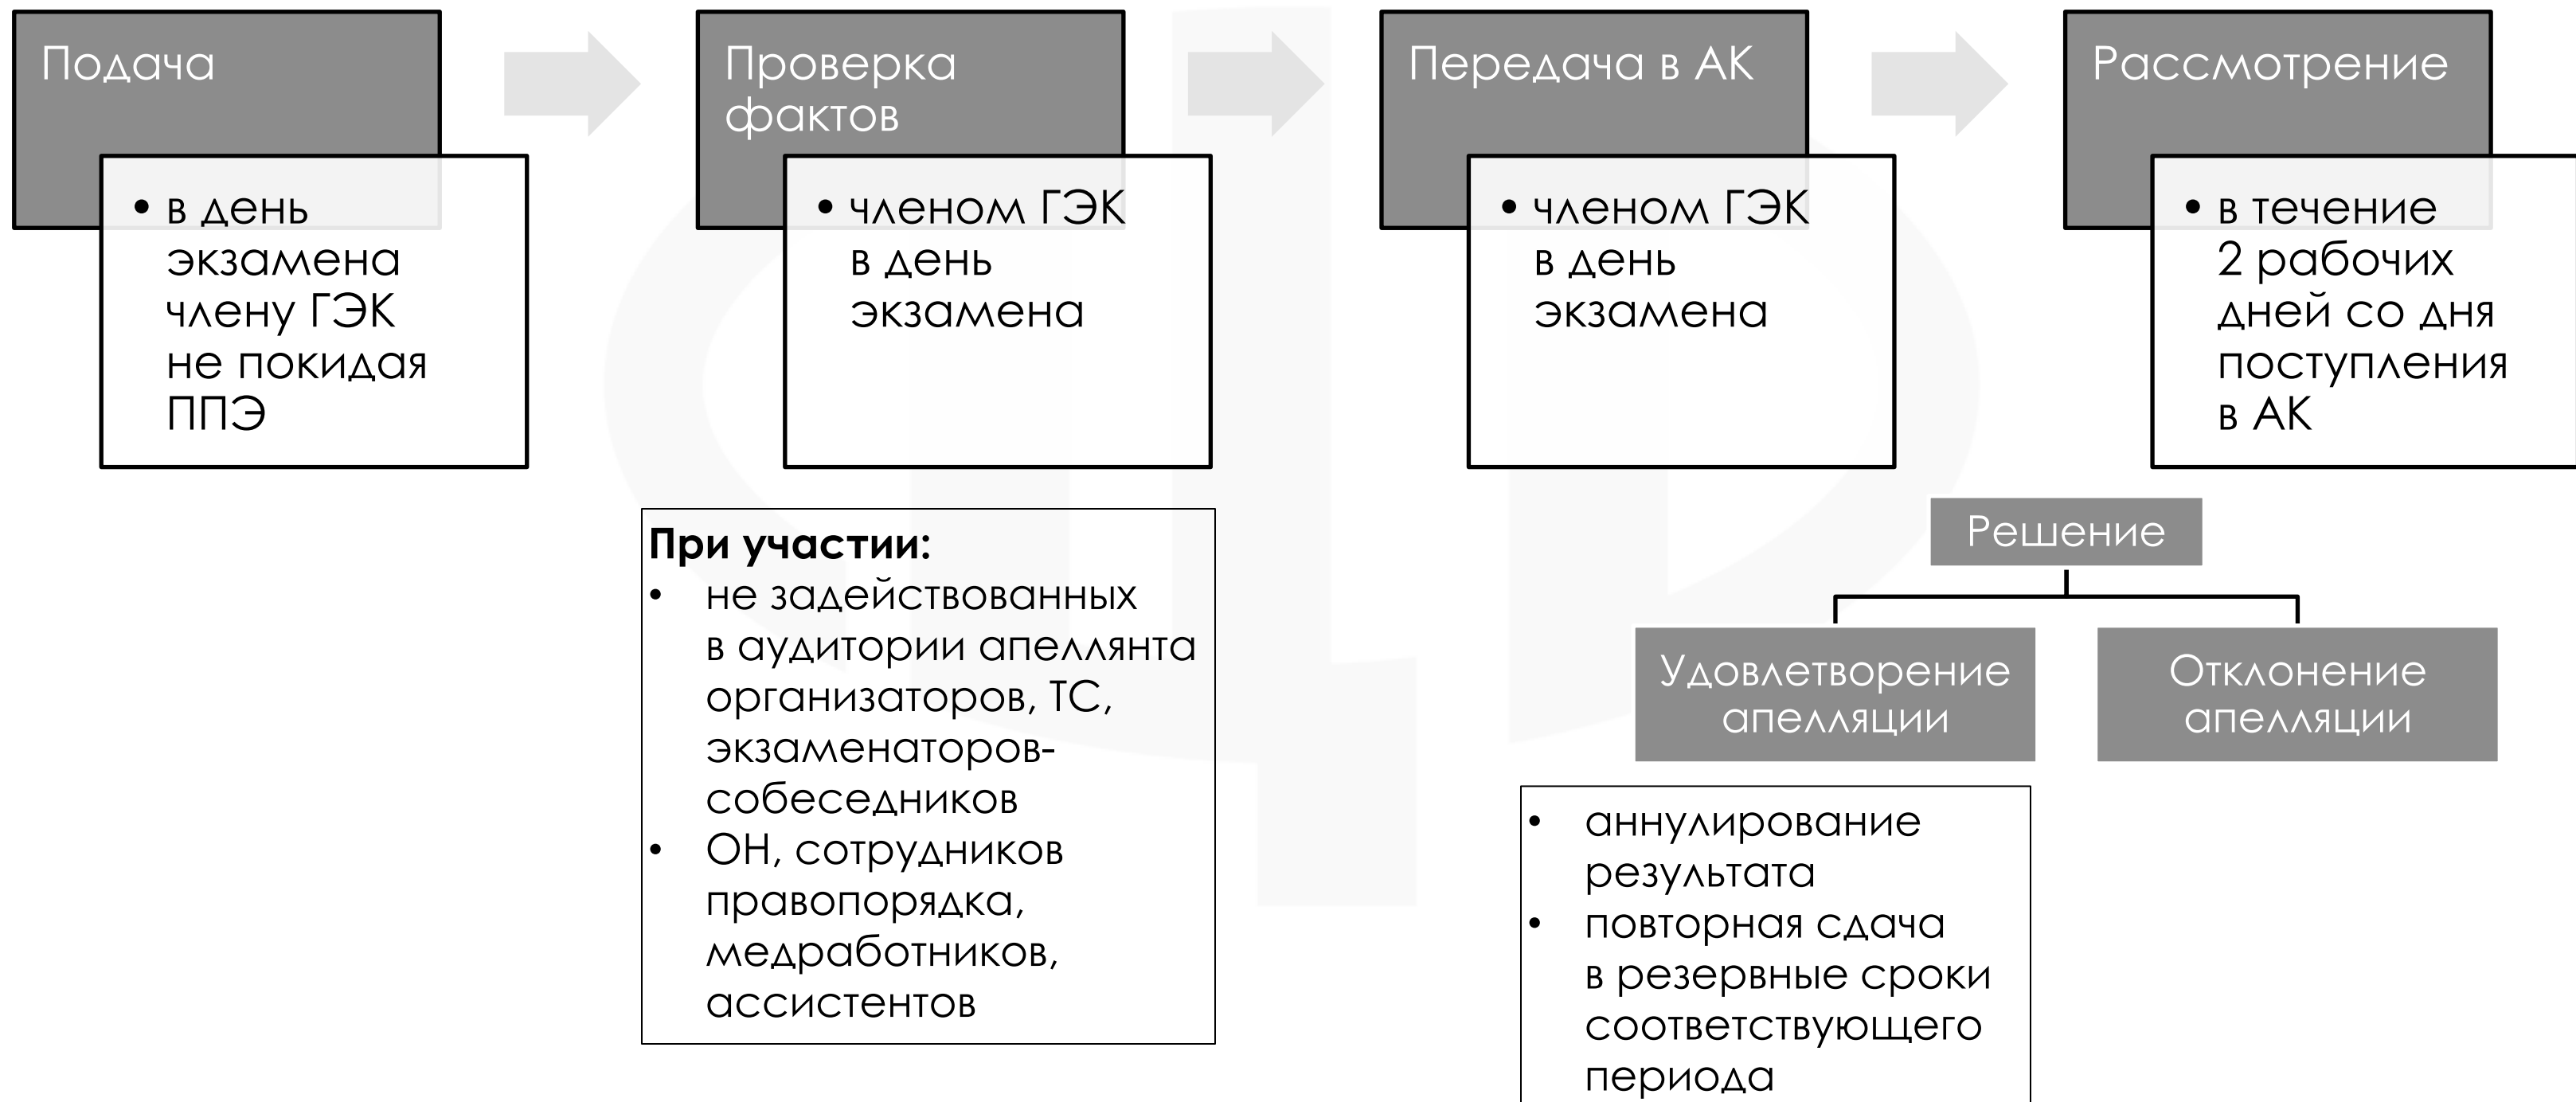 Подача
• в день
экзамена
члену ГЭК
не покидая
ППЭ
Проверка
фактов
• членом ГЭК
в день
экзамена
Передача в АК
• членом ГЭК
в день
экзамена
Рассмотрение
• в течение
2 рабочих
дней со дня
поступления
в АК
При участии:
• не задействованных
в аудитории апеллянта
организаторов, ТС,
экзаменаторов-
собеседников
• ОН, сотрудников
правопорядка,
медработников,
ассистентов
Решение
Удовлетворение
апелляции
Отклонение
апелляции
• аннулирование
результата
• повторная сдача
в резервные сроки
соответствующего
периода